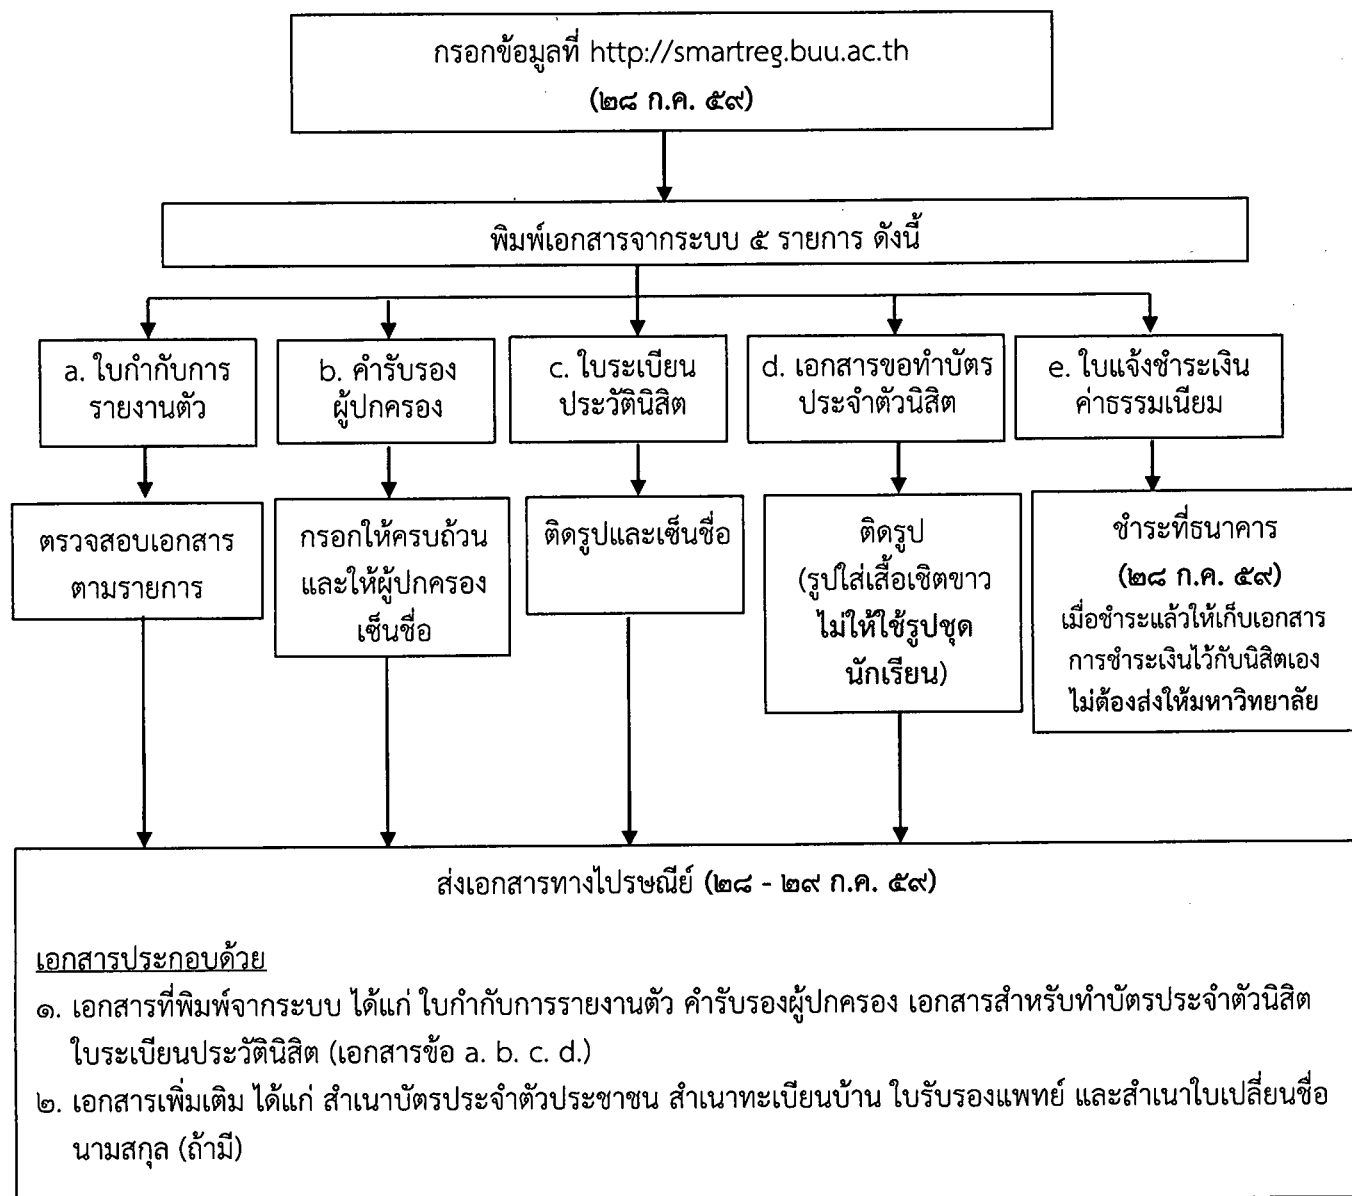 กรอกข้อมูลที่ http://smartreg.buu.ac.th
(๒๘ ก.ค. ๕๙)
พิมพ์เอกสารจากระบบ ๕ รายการ ดังนี้
a. ใบกำกับการ
รายงานตัว
b. คำรับรอง
ผู้ปกครอง
c. ใบระเบียน
ประวัตินิสิต
d. เอกสารขอทำบัตร
ประจำตัวนิสิต
e. ใบแจ้งชำระเงิน
ค่าธรรมเนียม
ตรวจสอบเอกสาร
ตามรายการ
กรอกให้ครบถ้วน
และให้ผู้ปกครอง
เซ็นชื่อ
ติดรูปและเซ็นชื่อ
ติดรูป
(รูปใส่เสื้อเชิตขาว
ไม่ให้ใช้รูปชุด
นักเรียน)
ชำระที่ธนาคาร
(๒๘ ก.ค. ๕๙)
เมื่อชำระแล้วให้เก็บเอกสาร
การชำระเงินไว้กับนิสิตเอง
ไม่ต้องส่งให้มหาวิทยาลัย
ส่งเอกสารทางไปรษณีย์ (๒๘ - ๒๙ ก.ค. ๕๙)
เอกสารประกอบด้วย
๑. เอกสารที่พิมพ์จากระบบ ได้แก่ ใบกำกับการรายงานตัว คำรับรองผู้ปกครอง เอกสารสำหรับทำบัตรประจำตัวนิสิต
ใบระเบียนประวัตินิสิต (เอกสารข้อ a. b. c. d.)
๒. เอกสารเพิ่มเติม ได้แก่ สำเนาบัตรประจำตัวประชาชน สำเนาทะเบียนบ้าน ใบรับรองแพทย์ และสำเนาใบเปลี่ยนชื่อ
นามสกุล (ถ้ามี)